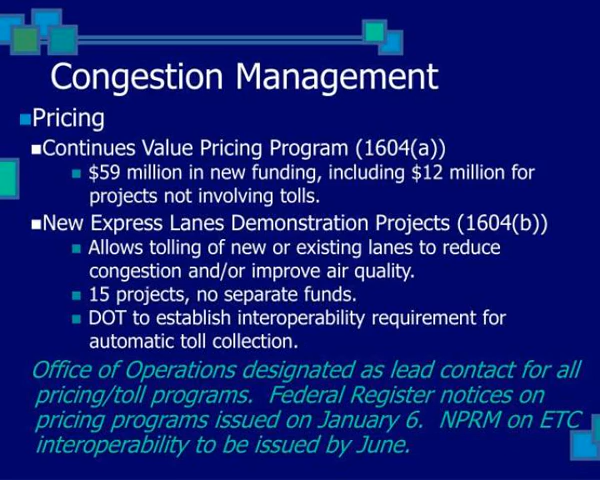 Congestion Management
Pricing
Continues Value Pricing Program (1604(a))
$59 million in new funding, including $12 million for
projects not involving tolls.
New Express Lanes Demonstration Projects (1604(b))
Allows tolling of new or existing lanes to reduce
congestion and/or improve air quality.
15 projects, no separate funds.
DOT to establish interoperability requirement for
automatic toll collection.
Office of Operations designated as lead contact for all
pricing/toll programs. Federal Register notices on
pricing programs issued on January 6. NPRM on ETC
interoperability to be issued by June.